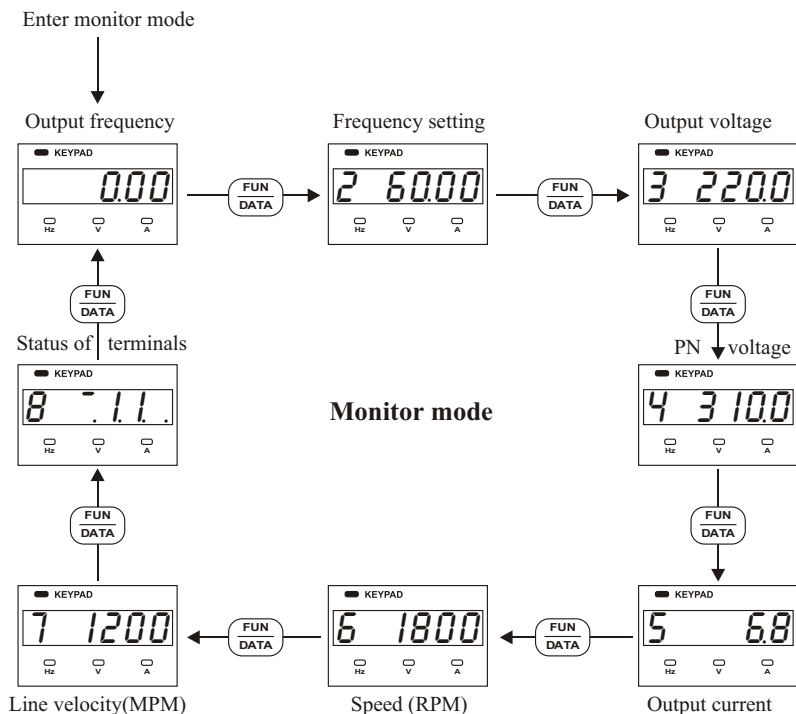 Enter monitor mode
Output frequency
KEYPAD
0.00
Hz V A
FUN
DATA
Frequency setting
KEYPAD
2 60.00
Hz V A
FUN
DATA
Output voltage
KEYPAD
3 220.0
Hz V A
FUN
DATA
PN voltage
KEYPAD
4 310.0
Hz V A
FUN
DATA
KEYPAD
5 6.8
Hz V A
Output current
FUN
DATA
KEYPAD
6 1800
Hz V A
Speed (RPM)
FUN
DATA
KEYPAD
7 1200
Hz V A
Line velocity(MPM)
FUN
DATA
Status of terminals
KEYPAD
8 ¯.1.1. .
Hz V A
FUN
DATA
Monitor mode